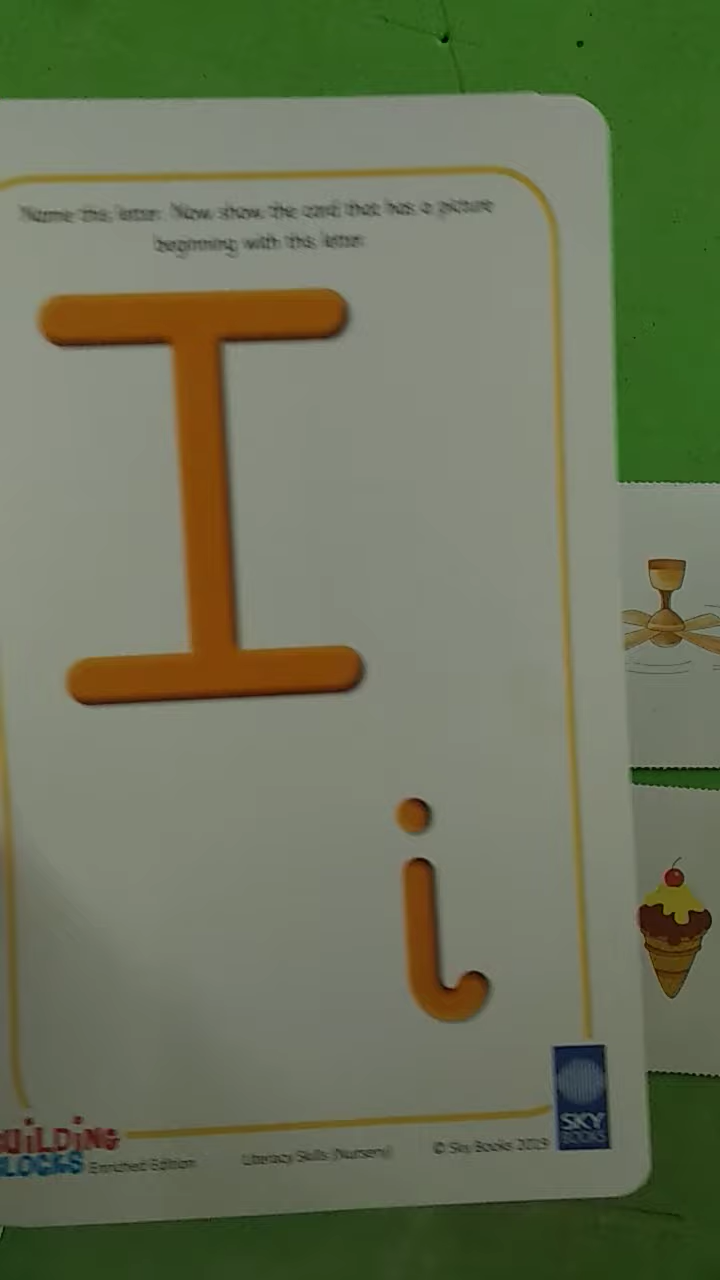 Name this letter. Now show the card that has a picture
beginning with this letter.
I
i
BUILDING
BLOCKS Enriched Edition
Literacy Skills (Nursery)
© Sky Books 2019
SKY
BOOKS